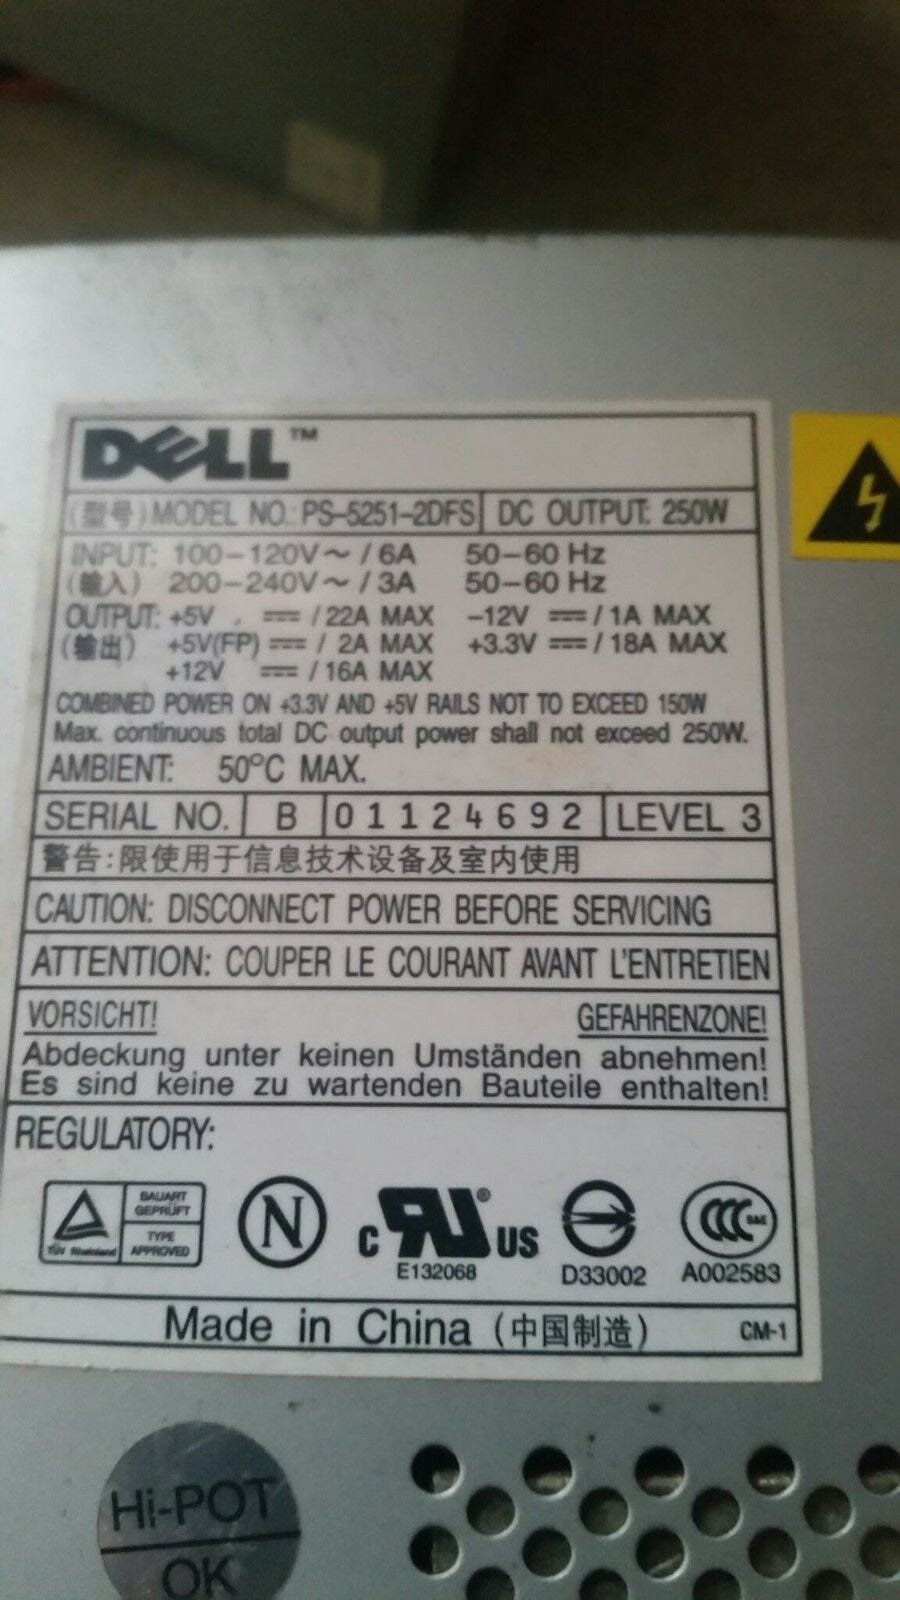 DELL™
(型号) MODEL NO.: PS-5251-2DFS DC OUTPUT: 250W
INPUT: 100-120V～ / 6A 50-60 Hz
(输入) 200-240V～ / 3A 50-60 Hz
OUTPUT: +5V ⎓ / 22A MAX -12V ⎓ / 1A MAX
(输出) +5V(FP) ⎓ / 2A MAX +3.3V ⎓ / 18A MAX
+12V ⎓ / 16A MAX
COMBINED POWER ON +3.3V AND +5V RAILS NOT TO EXCEED 150W
Max. continuous total DC output power shall not exceed 250W.
AMBIENT: 50°C MAX.
SERIAL NO. B 01124692 LEVEL 3
警告:限使用于信息技术设备及室内使用
CAUTION: DISCONNECT POWER BEFORE SERVICING
ATTENTION: COUPER LE COURANT AVANT L'ENTRETIEN
VORSICHT! GEFAHRENZONE!
Abdeckung unter keinen Umständen abnehmen!
Es sind keine zu wartenden Bauteile enthalten!
REGULATORY:
TÜV Rheinland
BAUART
GEPRÜFT
TYPE
APPROVED
N
c RU® US
E132068
D33002
CCC S&E
A002583
Made in China (中国制造) CM-1
Hi-POT
OK